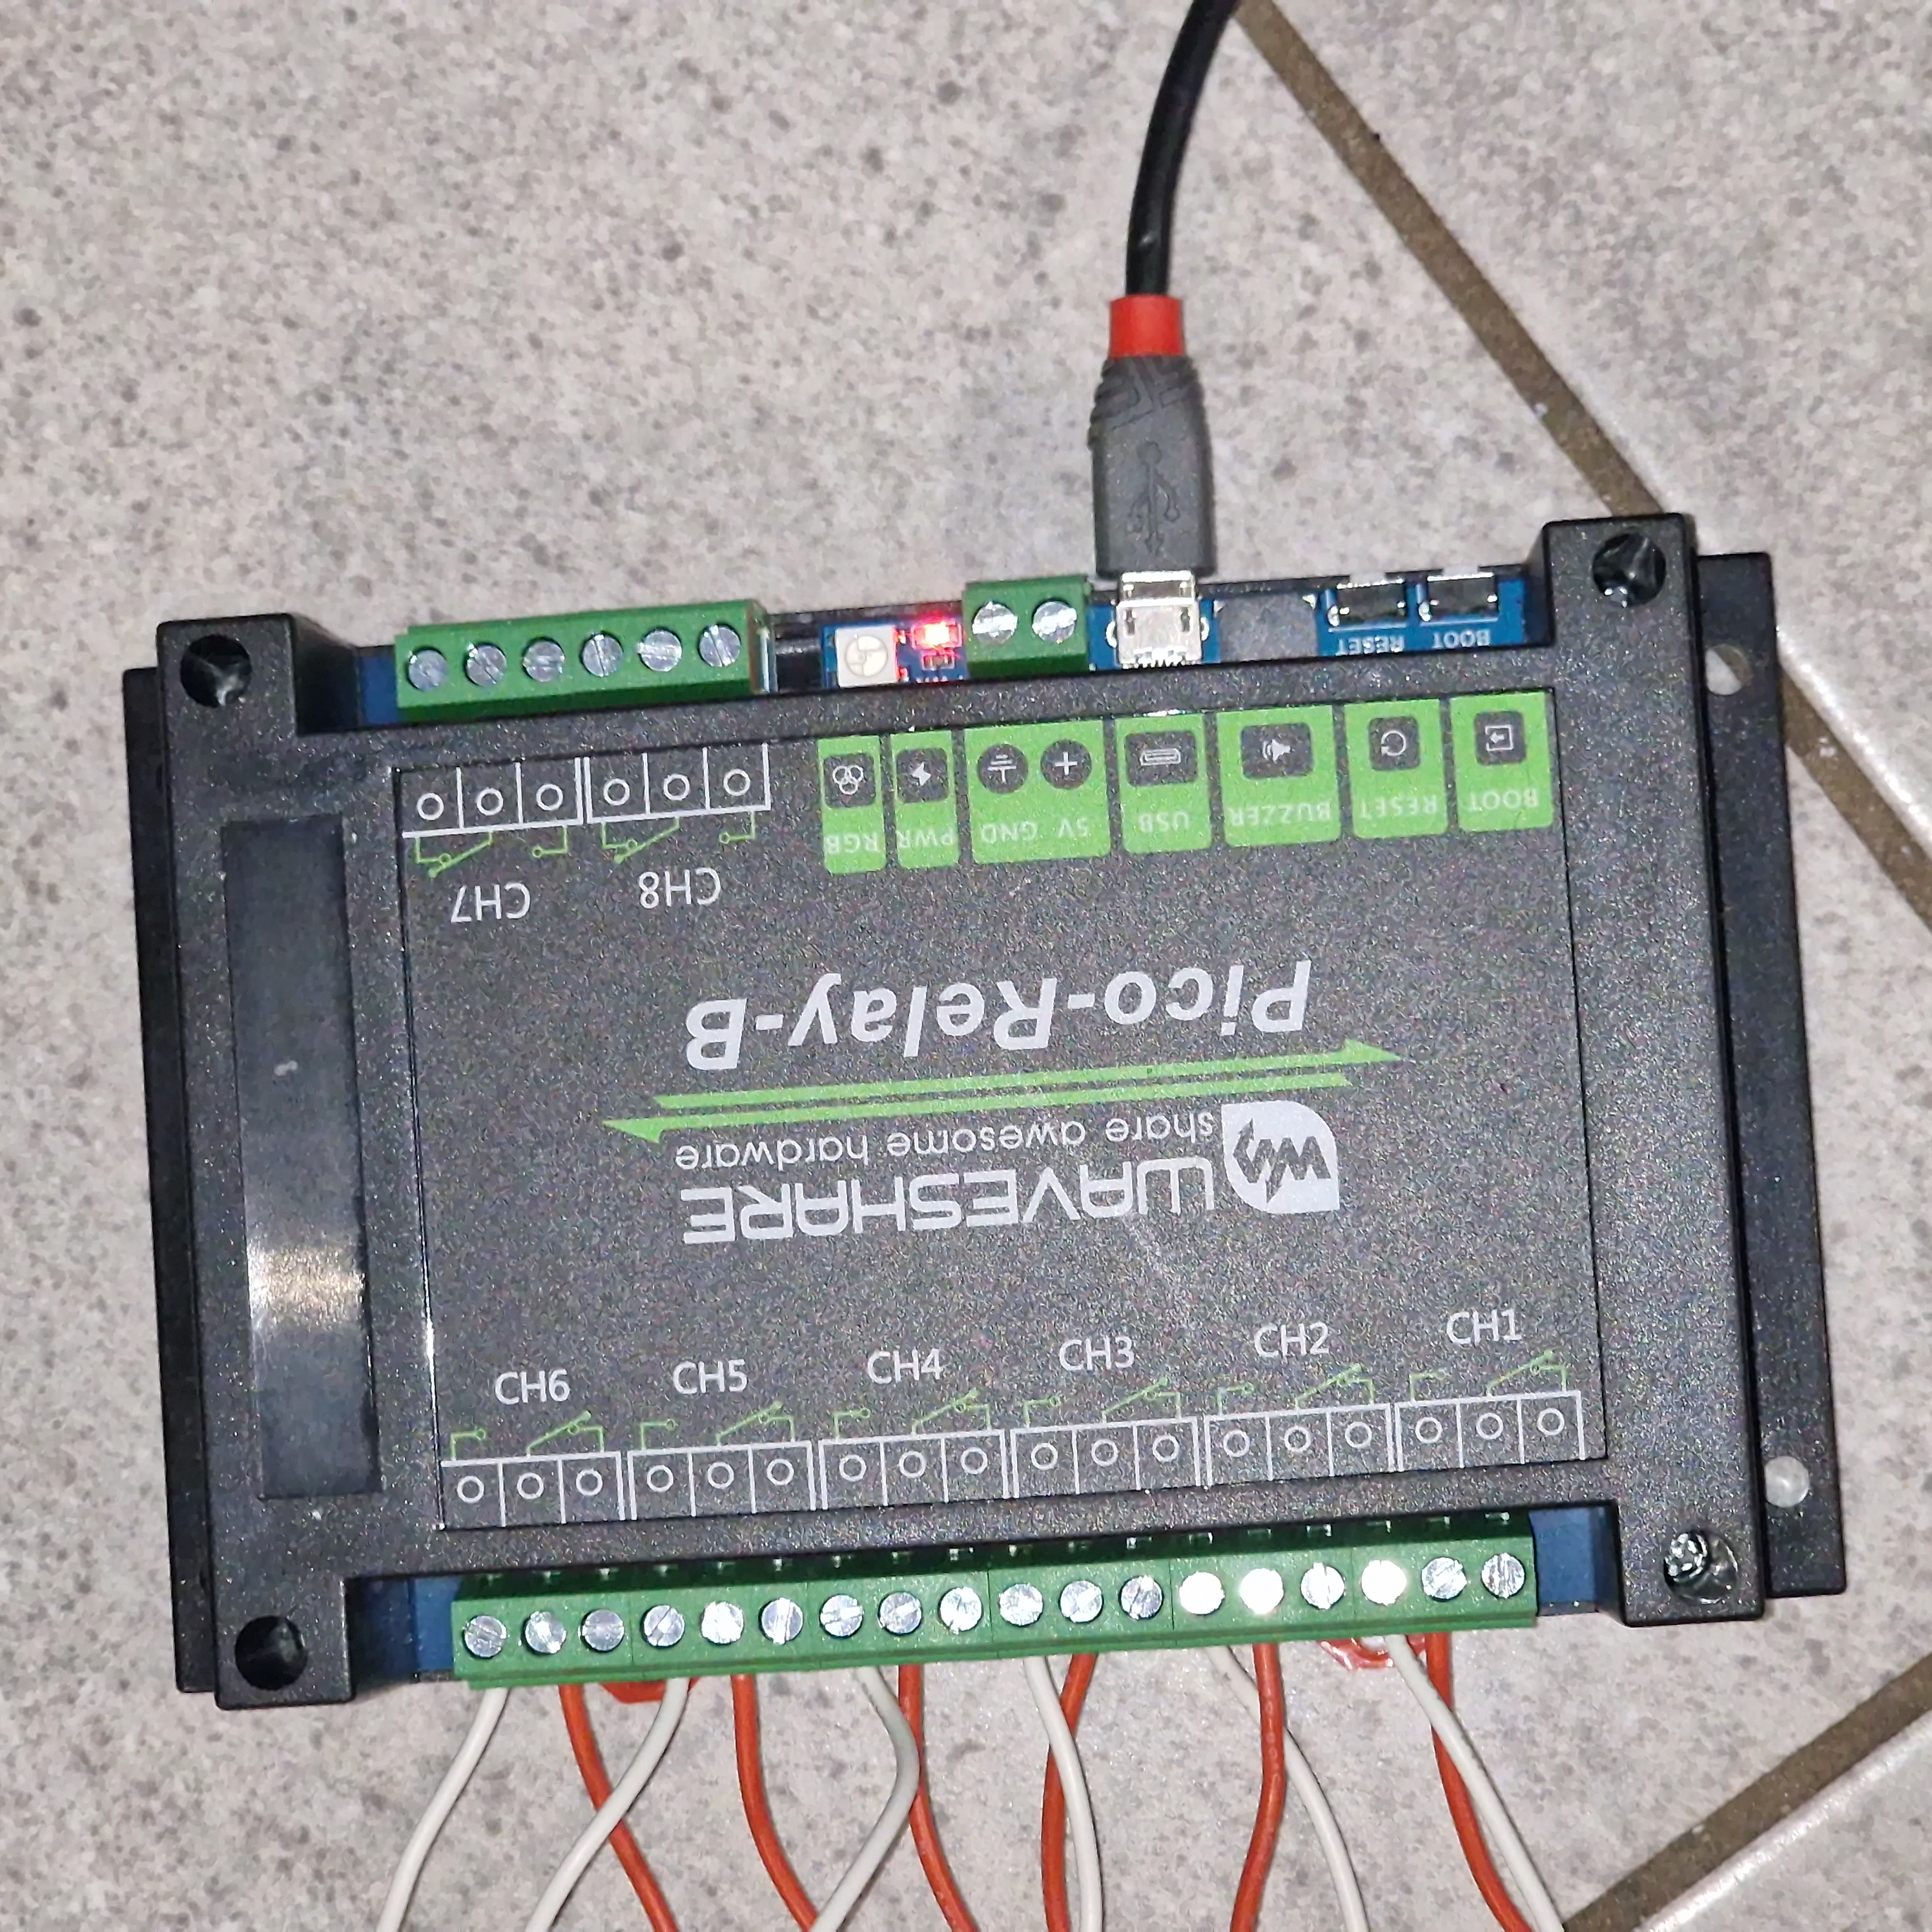 CH6
CH5
CH4
CH3
CH2
CH1
WAVESHARE
share awesome hardware
Pico-Relay-B
CH7
CH8
RGB
PWR
GND
5V
USB
BUZZER
RESET
BOOT
RESET
BOOT